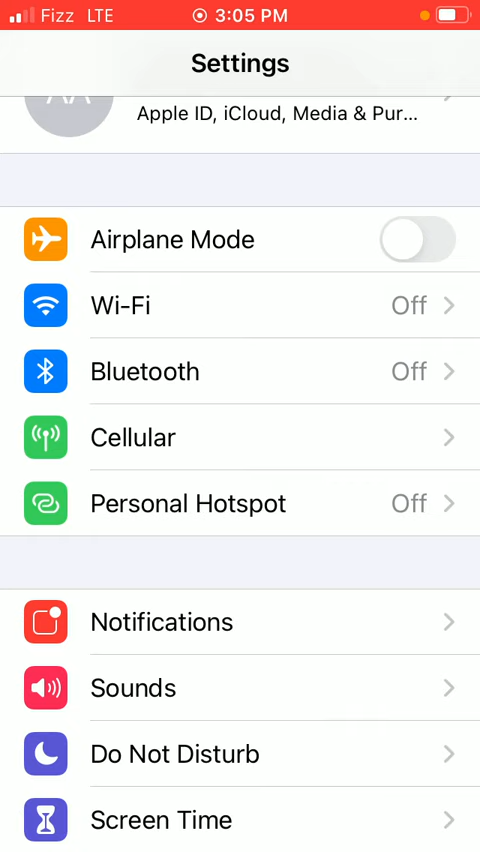 Fizz LTE 3:05 PM
Settings
Apple ID, iCloud, Media & Pur...
Airplane Mode
Wi-Fi Off
Bluetooth Off
Cellular
Personal Hotspot Off
Notifications
Sounds
Do Not Disturb
Screen Time